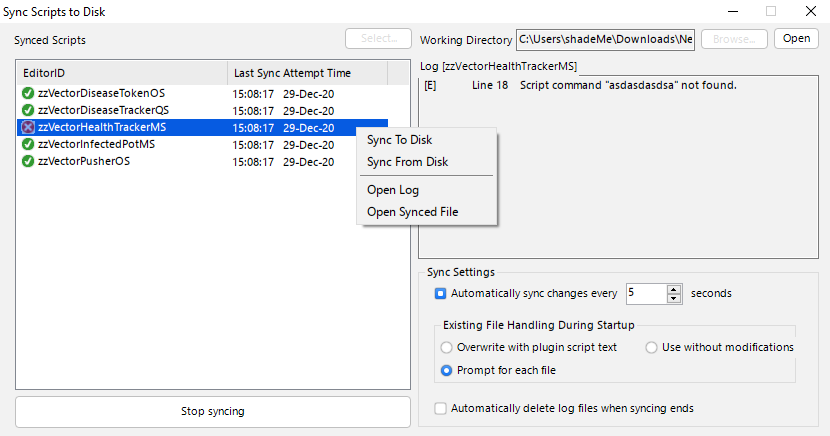 Sync Scripts to Disk
Synced Scripts
Select...
Working Directory
C:\Users\shadeMe\Downloads\Ne
Browse...
Open
EditorID
Last Sync Attempt Time
zzVectorDiseaseTokenOS 15:08:17 29-Dec-20
zzVectorDiseaseTrackerQS 15:08:17 29-Dec-20
zzVectorHealthTrackerMS 15:08:17 29-Dec-20
zzVectorInfectedPotMS 15:08:17 29-Dec-20
zzVectorPusherOS 15:08:17 29-Dec-20
Sync To Disk
Sync From Disk
Open Log
Open Synced File
Stop syncing
Log [zzVectorHealthTrackerMS]
[E] Line 18 Script command "asdasdasdsa" not found.
Sync Settings
Automatically sync changes every 5 seconds
Existing File Handling During Startup
Overwrite with plugin script text
Use without modifications
Prompt for each file
Automatically delete log files when syncing ends